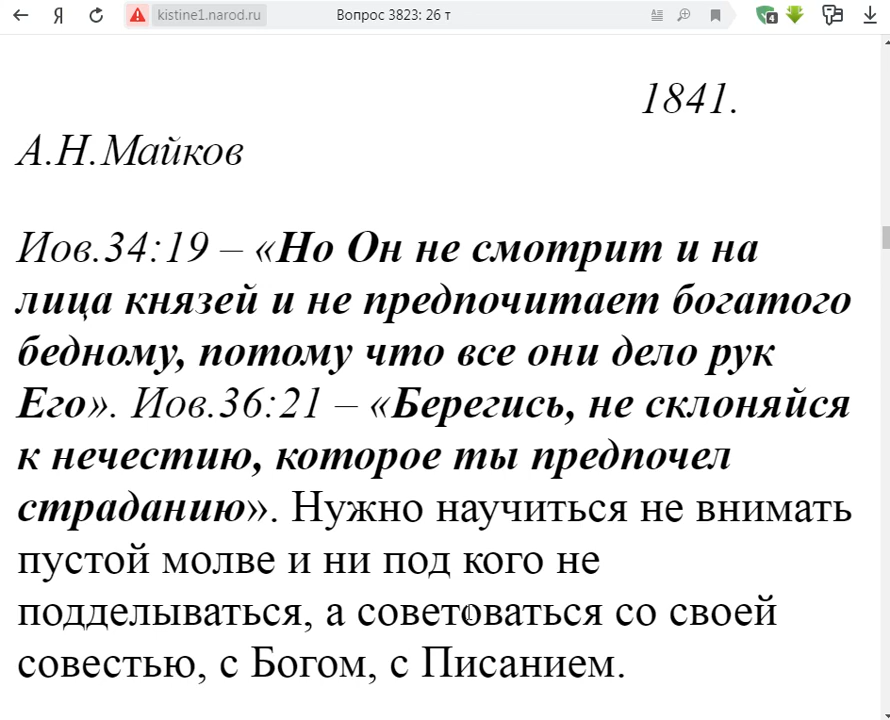 Я kistine1.narod.ru Вопрос 3823: 26 т 4
1841.
А.Н.Майков
Иов.34:19 – «Но Он не смотрит и на
лица князей и не предпочитает богатого
бедному, потому что все они дело рук
Его». Иов.36:21 – «Берегись, не склоняйся
к нечестию, которое ты предпочел
страданию». Нужно научиться не внимать
пустой молве и ни под кого не
подделываться, а советоваться со своей
совестью, с Богом, с Писанием.